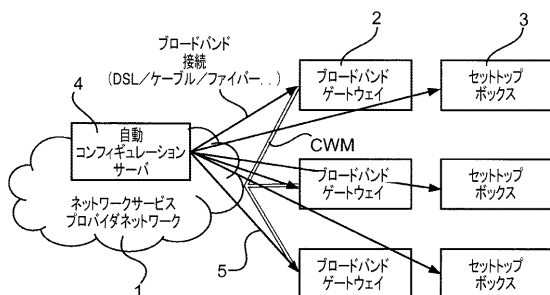 ブロードバンド
接続
(DSL/ケーブル/ファイバー..)
2
3
4
ブロードバンド
ゲートウェイ
セットトップ
ボックス
自動
コンフィギュレーション
サーバ
CWM
ブロードバンド
ゲートウェイ
セットトップ
ボックス
ネットワークサービス
プロバイダネットワーク
1
5
ブロードバンド
ゲートウェイ
セットトップ
ボックス